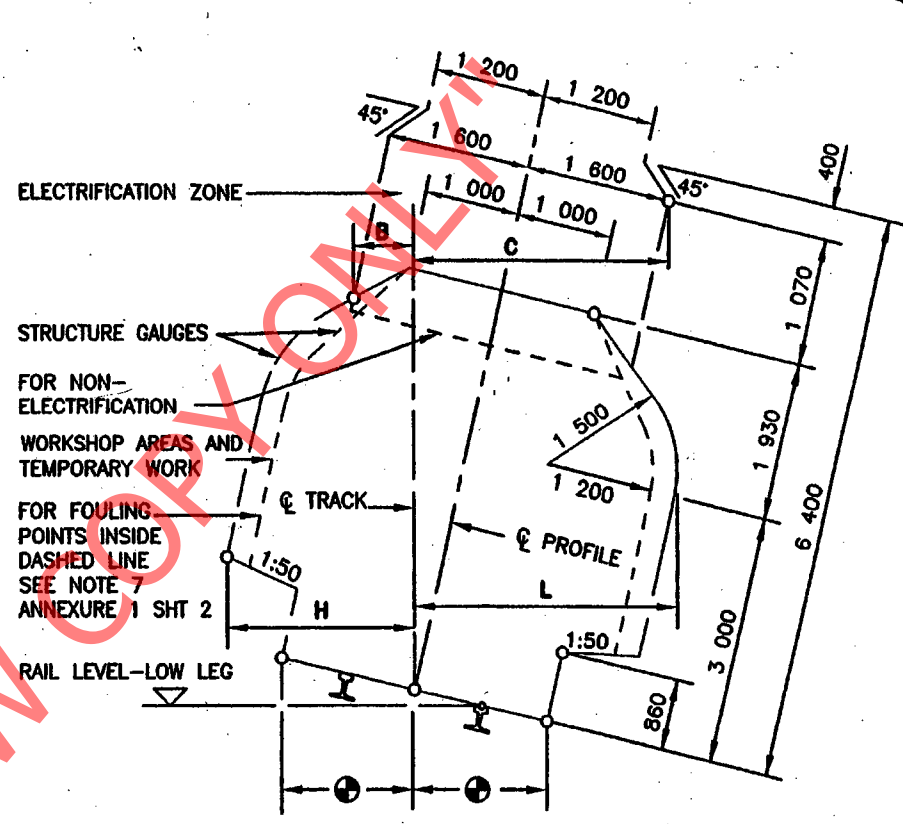 1 200
1 200
45°
1 600
1 600
45°
400
ELECTRIFICATION ZONE
1 000
1 000
B
C
1 070
STRUCTURE GAUGES
FOR NON-
ELECTRIFICATION
1 500
1 930
WORKSHOP AREAS AND
TEMPORARY WORK
1 200
6 400
℄ TRACK
FOR FOULING
POINTS INSIDE
DASHED LINE
SEE NOTE 7
ANNEXURE 1 SHT 2
℄ PROFILE
1:50
H
L
3 000
1:50
RAIL LEVEL-LOW LEG
860
W COPY ONLY"